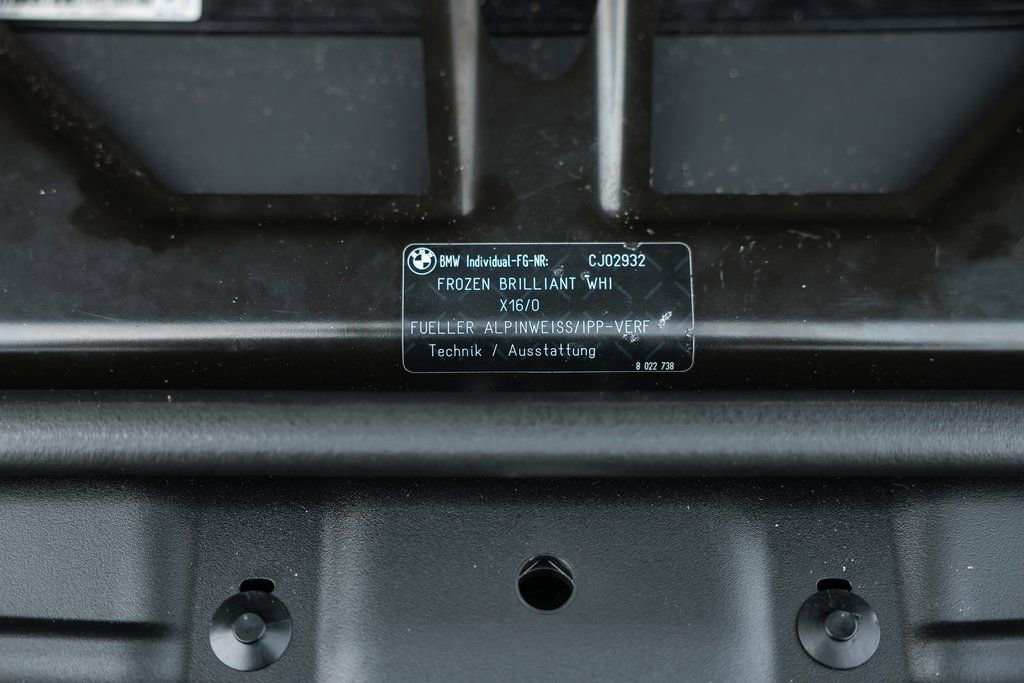 BMW Individual-FG-NR: CJ02932
FROZEN BRILLIANT WHI
X16/0
FUELLER ALPINWEISS/IPP-VERF
Technik / Ausstattung
8 022 738